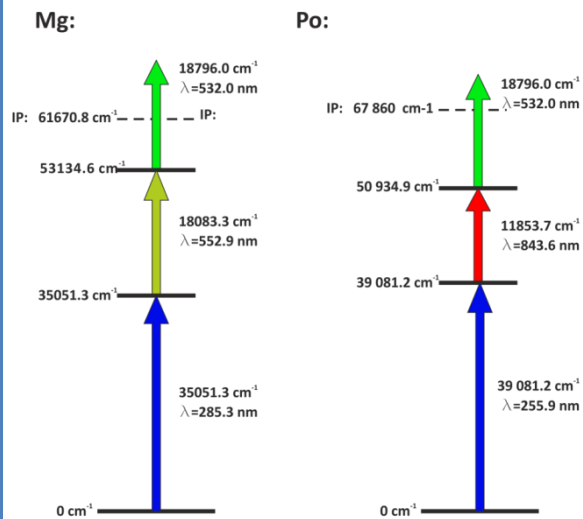 Mg:
18796.0 cm⁻¹
λ=532.0 nm
IP: 61670.8 cm⁻¹
IP:
53134.6 cm⁻¹
18083.3 cm⁻¹
λ=552.9 nm
35051.3 cm⁻¹
35051.3 cm⁻¹
λ=285.3 nm
0 cm⁻¹
Po:
18796.0 cm⁻¹
λ=532.0 nm
IP: 67 860 cm-1
50 934.9 cm⁻¹
11853.7 cm⁻¹
λ=843.6 nm
39 081.2 cm⁻¹
39 081.2 cm⁻¹
λ=255.9 nm
0 cm⁻¹